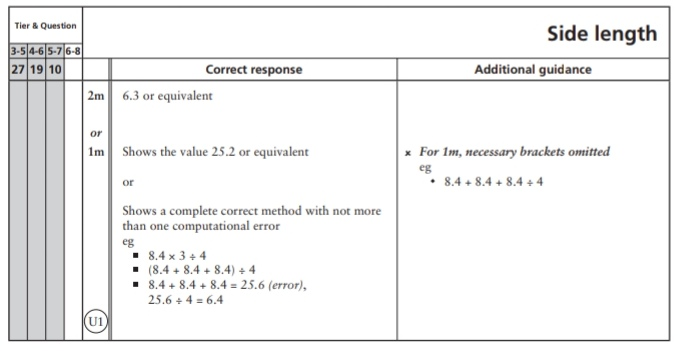 Tier & Question
Side length
3-5 4-6 5-7 6-8
27 19 10 Correct response Additional guidance
2m 6.3 or equivalent
or
1m Shows the value 25.2 or equivalent × For 1m, necessary brackets omitted
eg
• 8.4 + 8.4 + 8.4 ÷ 4
or
Shows a complete correct method with not more
than one computational error
eg
■ 8.4 × 3 ÷ 4
■ (8.4 + 8.4 + 8.4) ÷ 4
■ 8.4 + 8.4 + 8.4 = 25.6 (error),
25.6 ÷ 4 = 6.4
U1